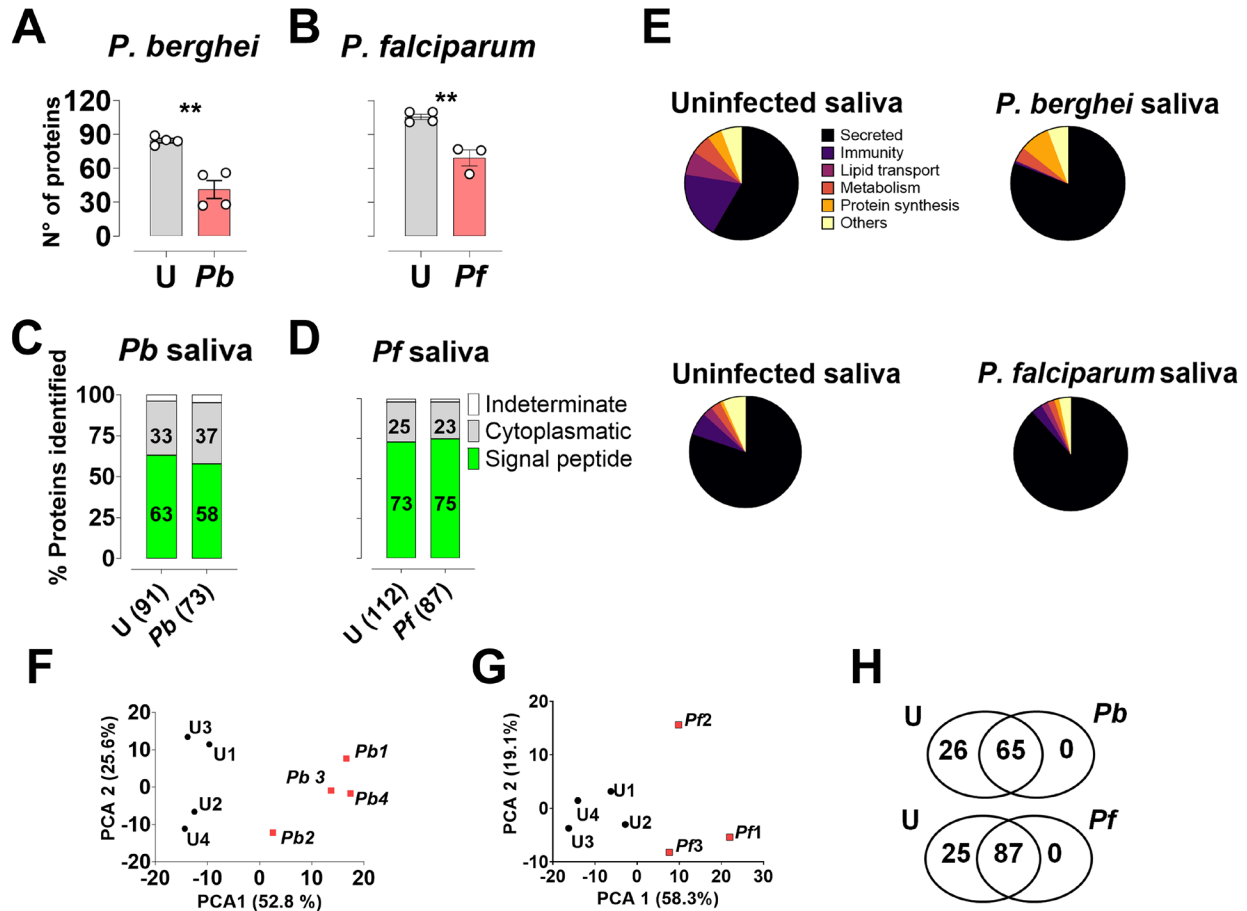 A
P. berghei
N° of proteins
120
90
60
30
0
**
U
Pb
B
P. falciparum
**
U
Pf
E
Uninfected saliva
P. berghei saliva
Secreted
Immunity
Lipid transport
Metabolism
Protein synthesis
Others
Uninfected saliva
P. falciparum saliva
C
Pb saliva
% Proteins identified
100
75
50
25
0
33
37
63
58
U (91)
Pb (73)
D
Pf saliva
25
23
73
75
U (112)
Pf (87)
Indeterminate
Cytoplasmatic
Signal peptide
F
PCA 2 (25.6%)
20
10
0
-10
-20
U3
U1
U2
U4
Pb1
Pb 3
Pb4
Pb2
-20
-10
0
10
20
PCA1 (52.8 %)
G
PCA 2 (19.1%)
20
10
0
-10
Pf2
U1
U4
U2
U3
Pf1
Pf3
-20
-10
0
10
20
30
PCA 1 (58.3%)
H
U
Pb
26
65
0
U
Pf
25
87
0